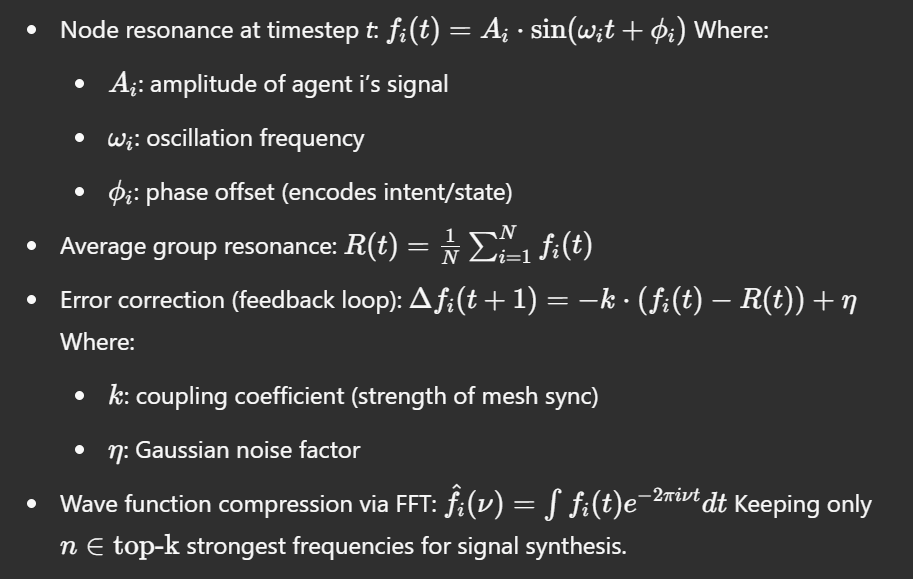 • Node resonance at timestep t: fᵢ(t) = Aᵢ · sin(ωᵢt + ϕᵢ) Where:
• Aᵢ: amplitude of agent i’s signal
• ωᵢ: oscillation frequency
• ϕᵢ: phase offset (encodes intent/state)
• Average group resonance: R(t) = 1/N ∑ᵢ₌₁ᴺ fᵢ(t)
• Error correction (feedback loop): Δfᵢ(t + 1) = −k · (fᵢ(t) − R(t)) + η
Where:
• k: coupling coefficient (strength of mesh sync)
• η: Gaussian noise factor
• Wave function compression via FFT: f̂ᵢ(ν) = ∫ fᵢ(t)e^{−2πiνt}dt Keeping only
n ∈ top-k strongest frequencies for signal synthesis.